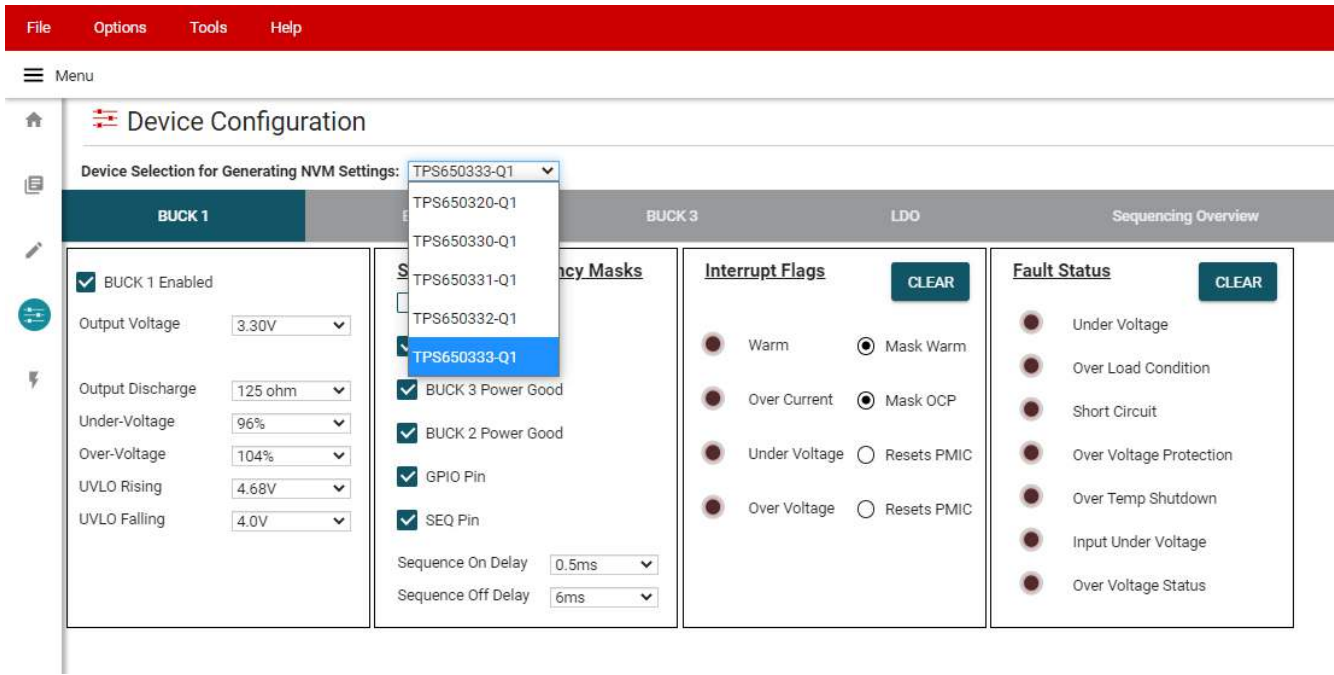 File Options Tools Help
Menu
Device Configuration
Device Selection for Generating NVM Settings: TPS650333-Q1
TPS650320-Q1
TPS650330-Q1
TPS650331-Q1
TPS650332-Q1
TPS650333-Q1
BUCK 1 BUCK 3 LDO Sequencing Overview
BUCK 1 Enabled
Output Voltage 3.30V
Output Discharge 125 ohm
Under-Voltage 96%
Over-Voltage 104%
UVLO Rising 4.68V
UVLO Falling 4.0V
Masks
BUCK 3 Power Good
BUCK 2 Power Good
GPIO Pin
SEQ Pin
Sequence On Delay 0.5ms
Sequence Off Delay 6ms
Interrupt Flags CLEAR
Warm Mask Warm
Over Current Mask OCP
Under Voltage Resets PMIC
Over Voltage Resets PMIC
Fault Status CLEAR
Under Voltage
Over Load Condition
Short Circuit
Over Voltage Protection
Over Temp Shutdown
Input Under Voltage
Over Voltage Status